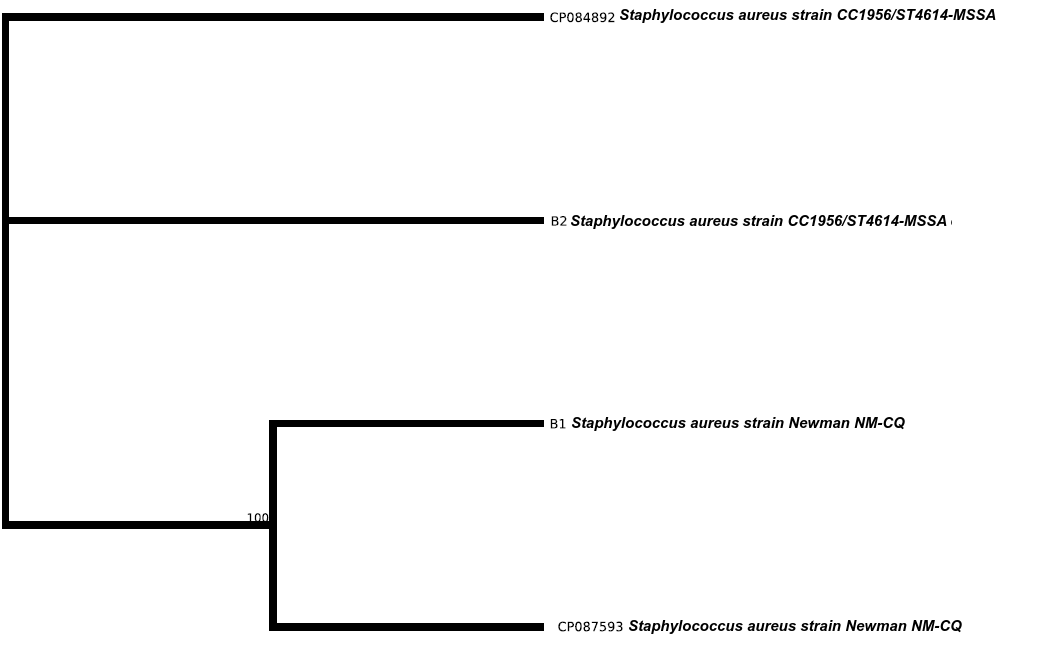 CP084892 Staphylococcus aureus strain CC1956/ST4614-MSSA
B2 Staphylococcus aureus strain CC1956/ST4614-MSSA
B1 Staphylococcus aureus strain Newman NM-CQ
100
CP087593 Staphylococcus aureus strain Newman NM-CQ